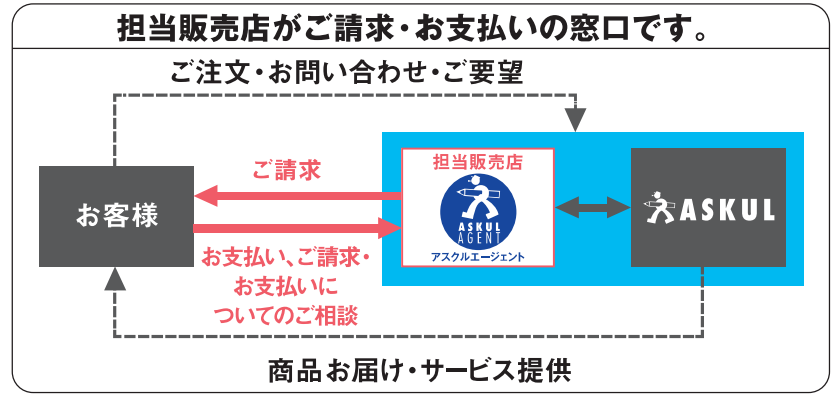 担当販売店がご請求・お支払いの窓口です。
ご注文・お問い合わせ・ご要望
担当販売店
ご請求
お客様
ASKUL
AGENT
アスクルエージェント
ASKUL
お支払い、ご請求・
お支払いに
ついてのご相談
商品お届け・サービス提供